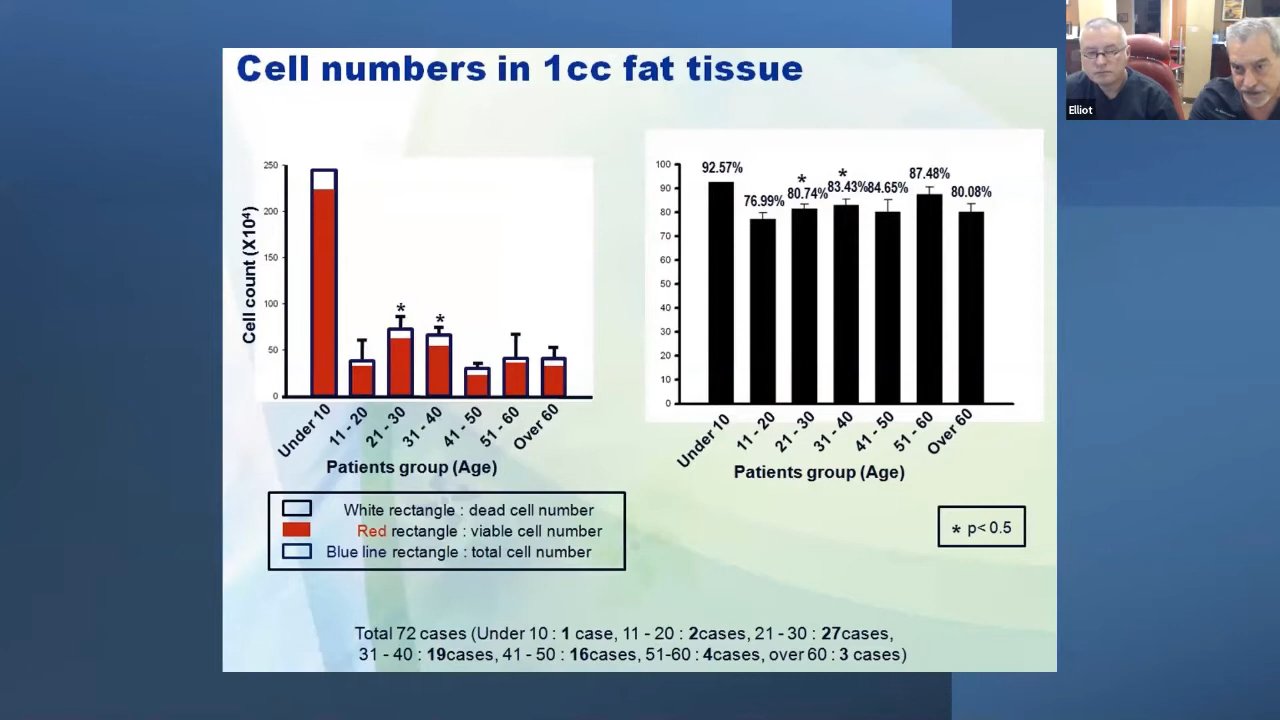 Cell numbers in 1cc fat tissue
Elliot
250
200
150
100
50
0
Cell count (X10⁴)
*
*
Under 10
11 - 20
21 - 30
31 - 40
41 - 50
51 - 60
Over 60
Patients group (Age)
100
90
80
70
60
50
40
30
20
10
0
92.57%
76.99%
*
80.74%
*
83.43%
84.65%
87.48%
80.08%
Under 10
11 - 20
21 - 30
31 - 40
41 - 50
51 - 60
Over 60
Patients group (Age)
White rectangle : dead cell number
Red rectangle : viable cell number
Blue line rectangle : total cell number
* p< 0.5
Total 72 cases (Under 10 : 1 case, 11 - 20 : 2cases, 21 - 30 : 27cases,
31 - 40 : 19cases, 41 - 50 : 16cases, 51-60 : 4cases, over 60 : 3 cases)